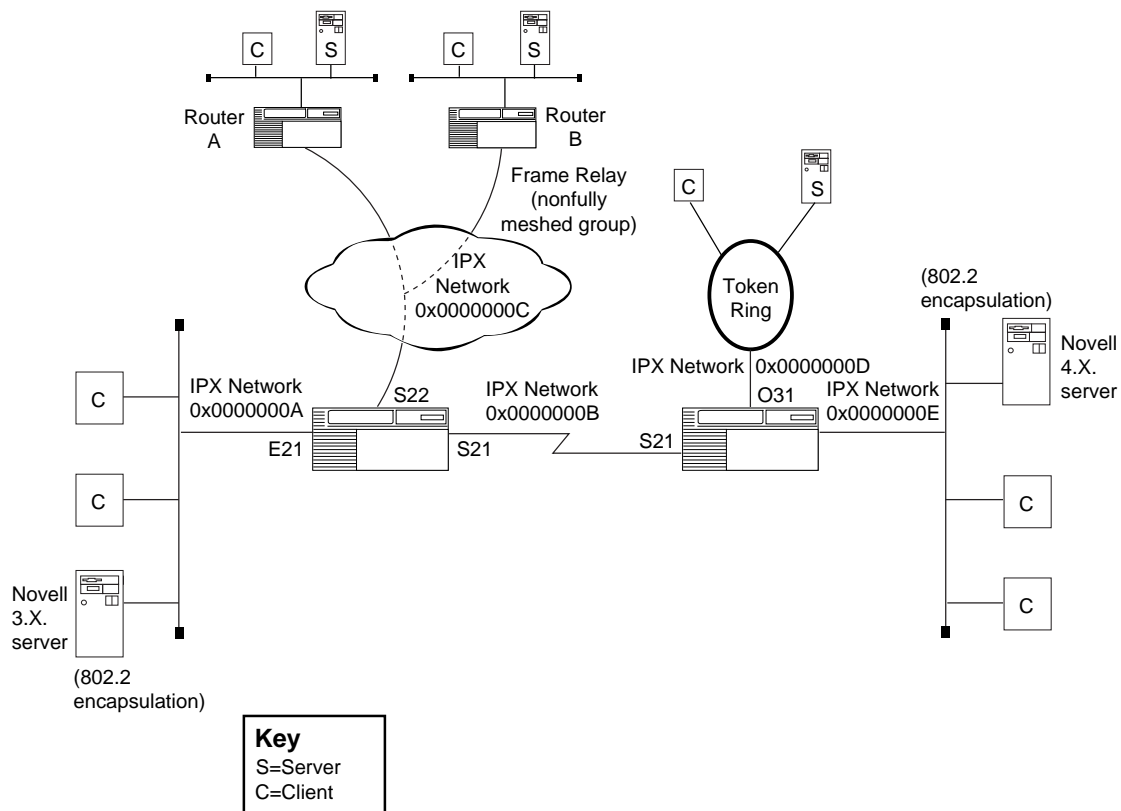 C
S
C
S
Router
A
Router
B
Frame Relay
(nonfully
meshed group)
C
S
IPX
Network
0x0000000C
Token
Ring
(802.2
encapsulation)
Novell
4.X.
server
IPX Network 0x0000000D
C
IPX Network
0x0000000A
S22
IPX Network
0x0000000B
O31
IPX Network
0x0000000E
E21
S21
S21
C
C
Novell
3.X.
server
C
(802.2
encapsulation)
Key
S=Server
C=Client